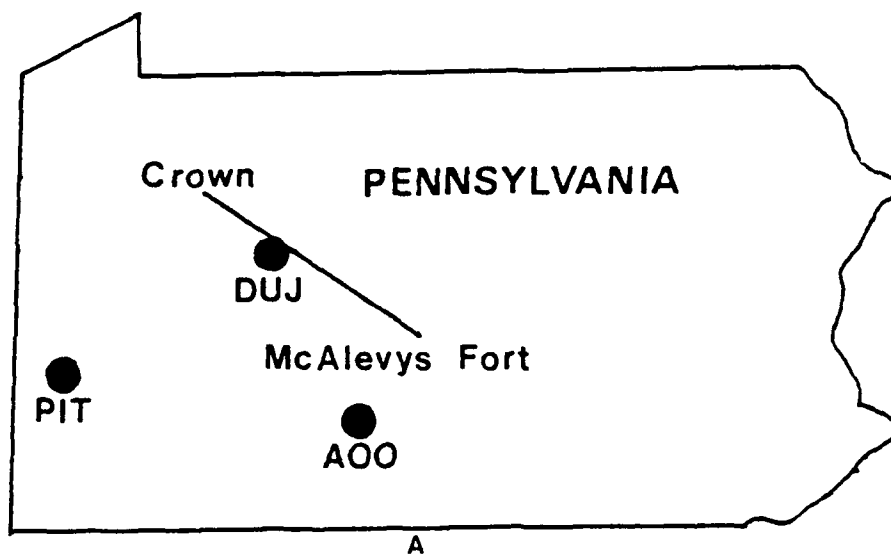 Crown
PENNSYLVANIA
DUJ
McAlevys Fort
PIT
AOO
A